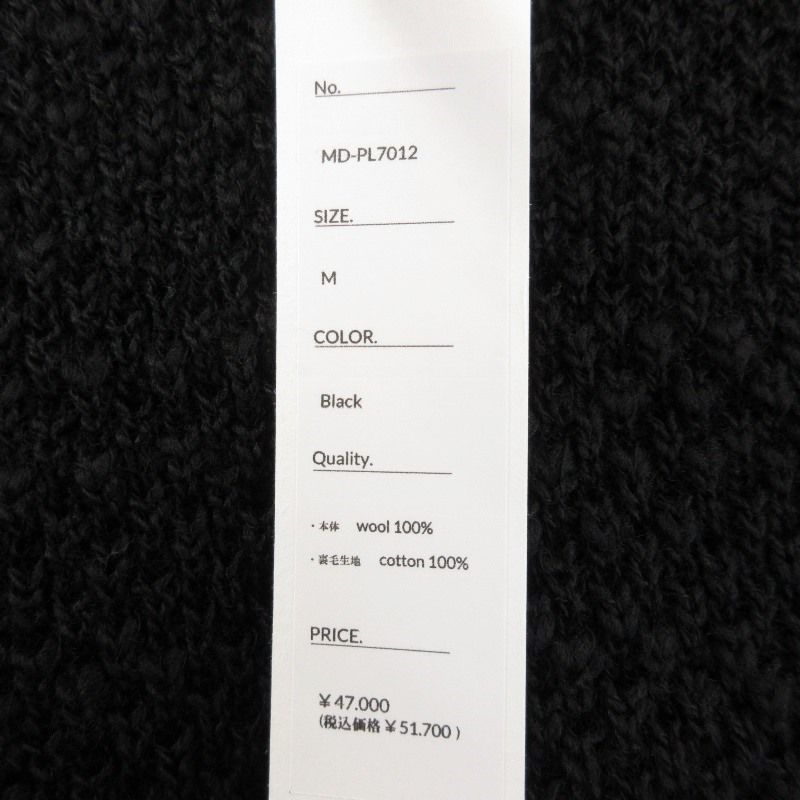 No.
MD-PL7012
SIZE.
M
COLOR.
Black
Quality.
・本体 wool 100%
・裏毛生地 cotton 100%
PRICE.
¥47.000
(税込価格 ¥51.700 )